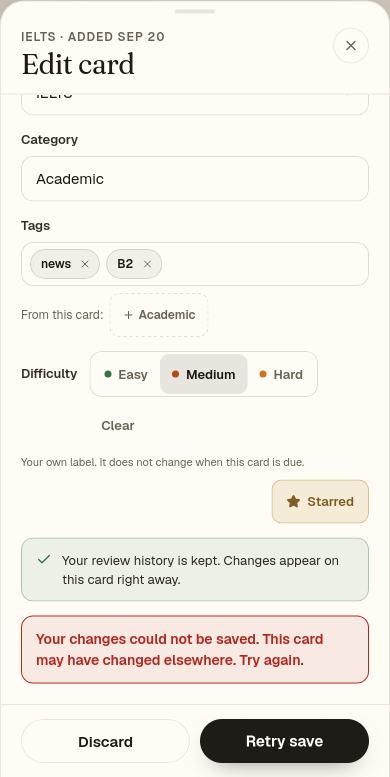 IELTS · ADDED SEP 20
Edit card
IELTS
Category
Academic
Tags
news
B2
From this card:
+ Academic
Difficulty
Easy
Medium
Hard
Clear
Your own label. It does not change when this card is due.
Starred
Your review history is kept. Changes appear on
this card right away.
Your changes could not be saved. This card
may have changed elsewhere. Try again.
Discard
Retry save